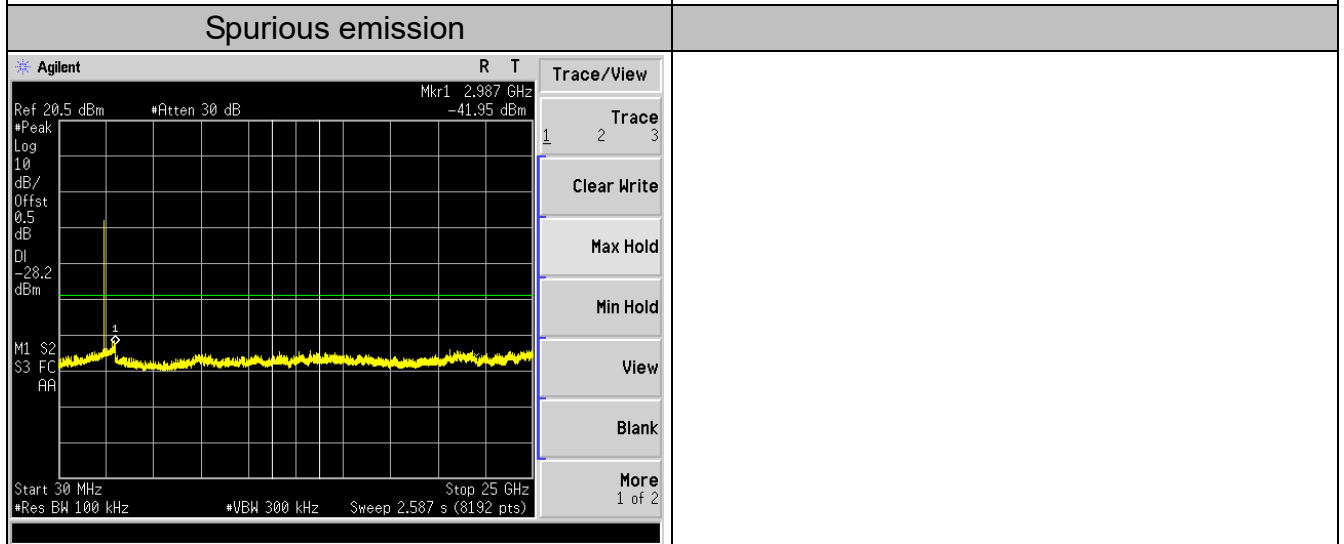 Spurious emission
Agilent R T
Mkr1 2.987 GHz
Ref 20.5 dBm #Atten 30 dB -41.95 dBm
#Peak
Log
10
dB/
Offst
0.5
dB
DI
-28.2
dBm
1
M1 S2
S3 FC
AA
Start 30 MHz Stop 25 GHz
#Res BW 100 kHz #VBW 300 kHz Sweep 2.587 s (8192 pts)
Trace/View
Trace
1 2 3
Clear Write
Max Hold
Min Hold
View
Blank
More
1 of 2